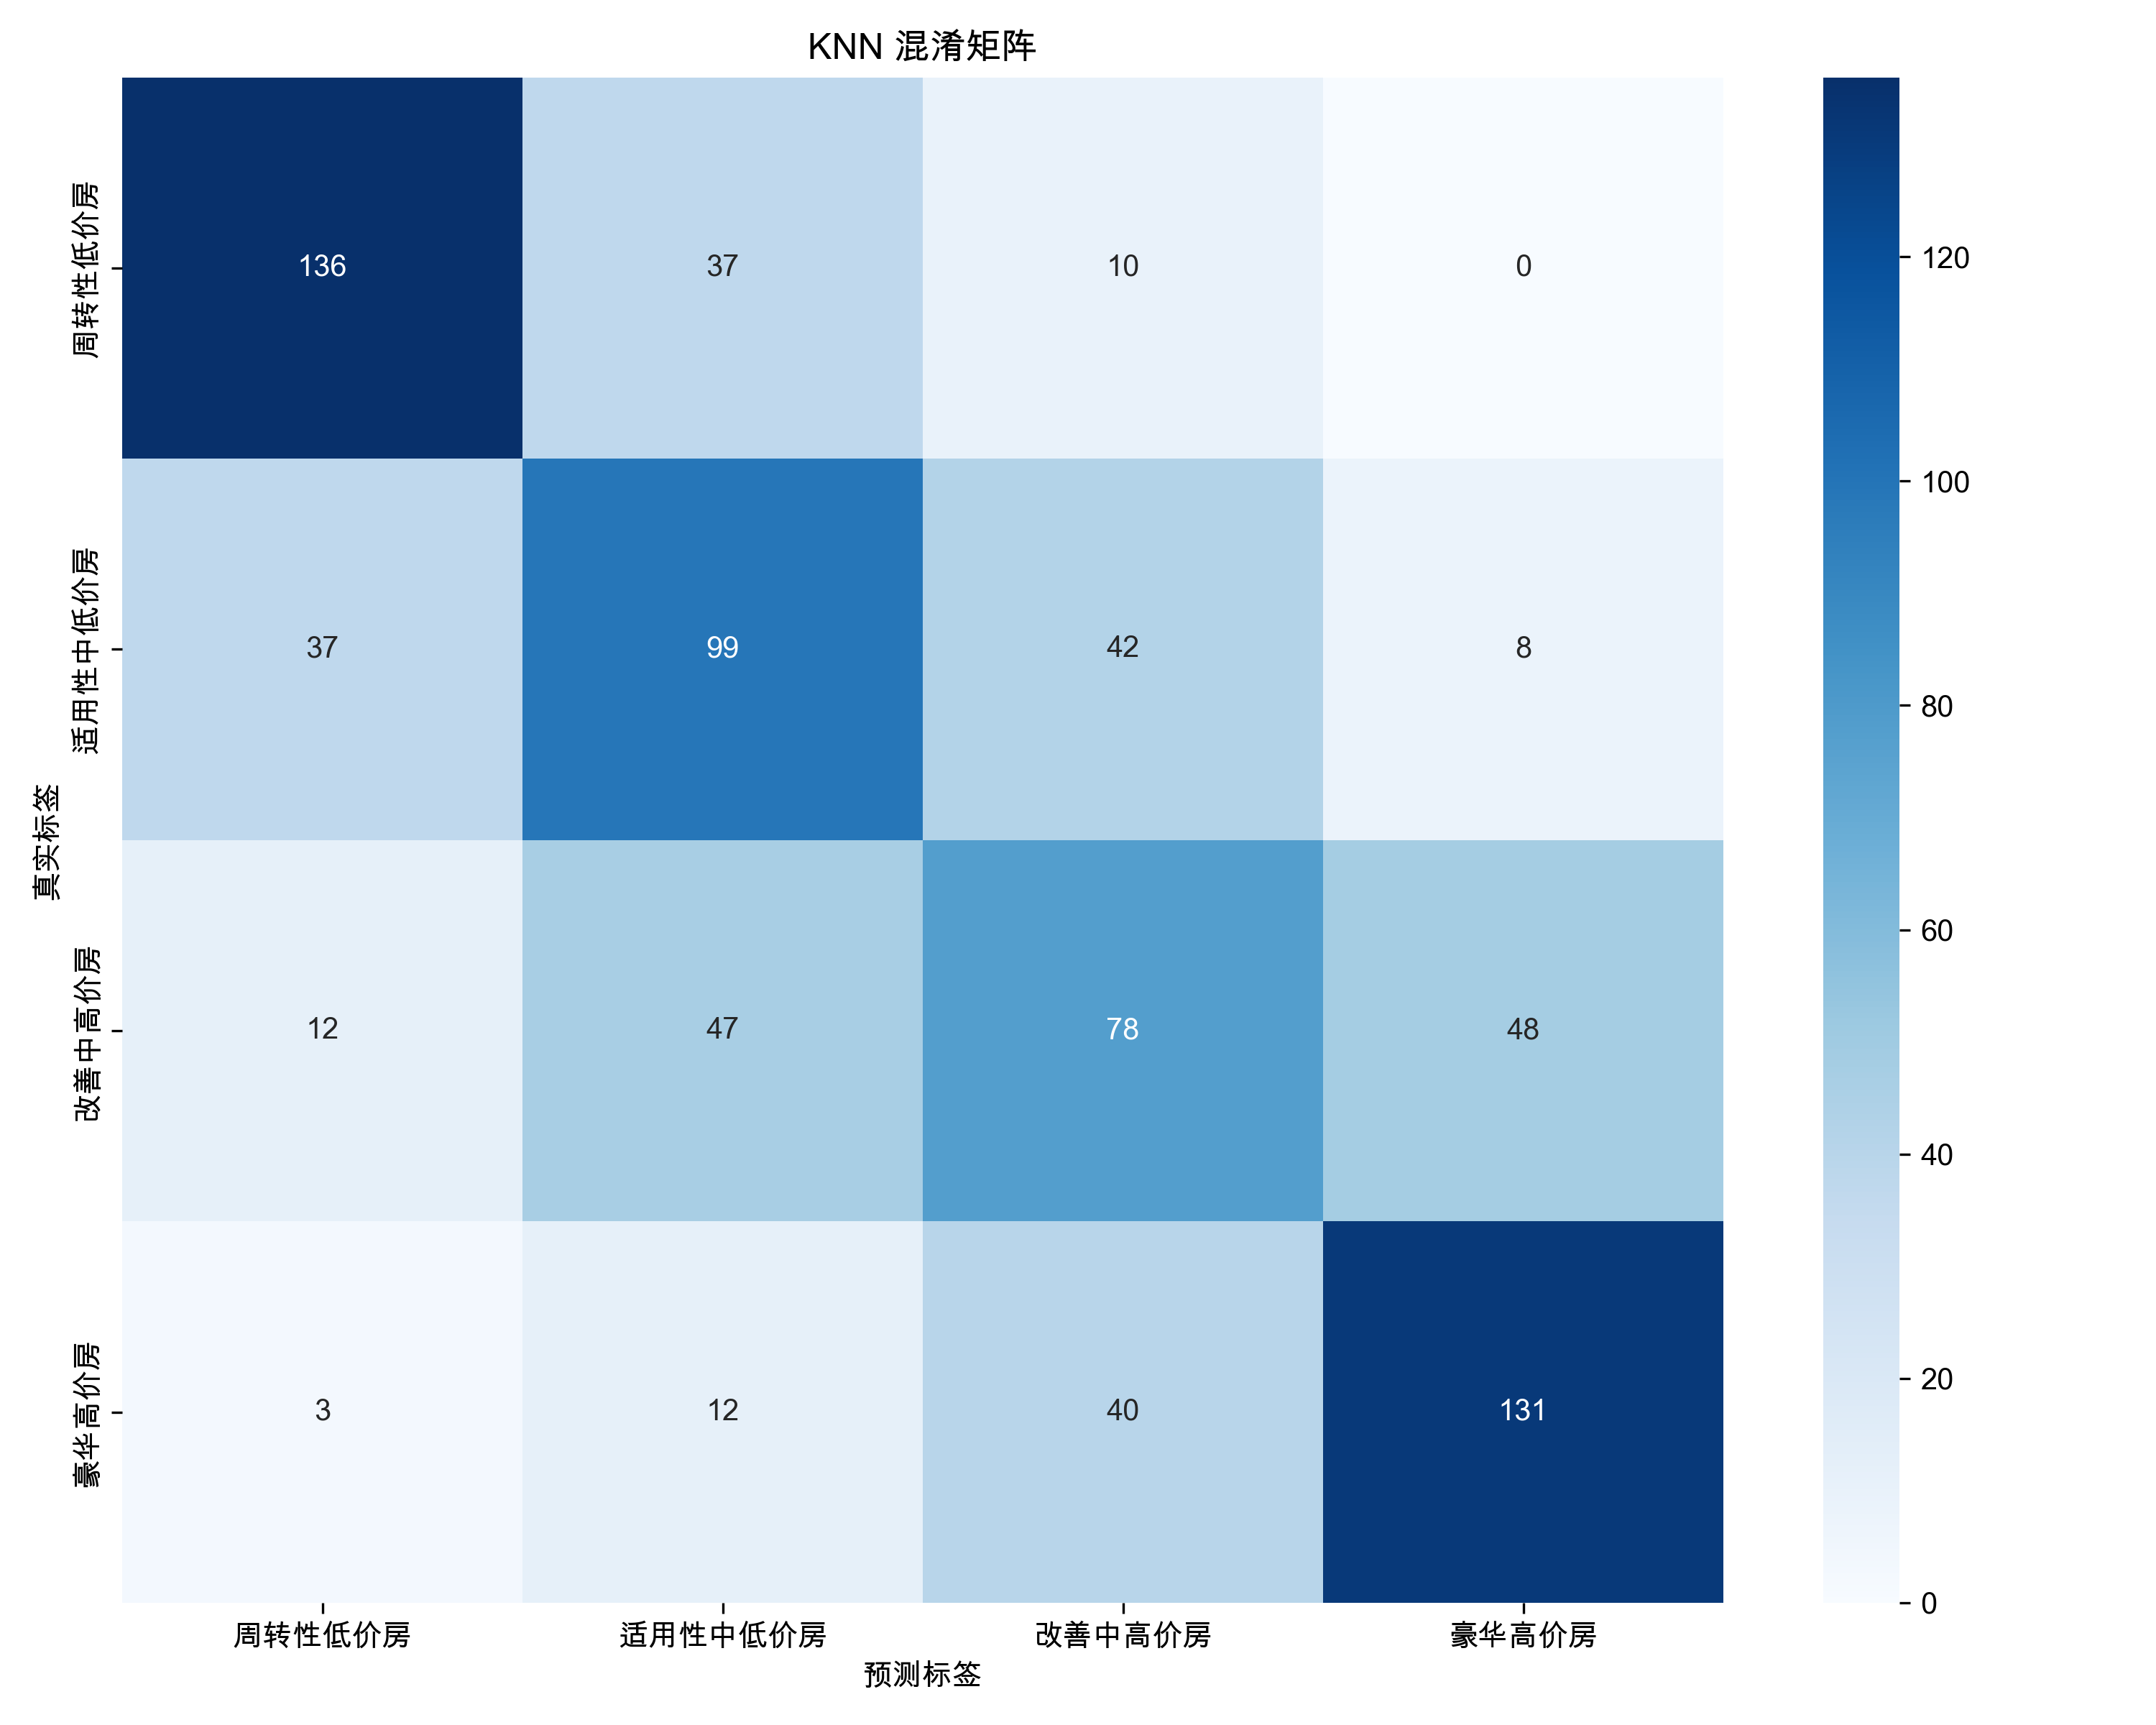 KNN 混淆矩阵
真实标签
周转性低价房
136 37 10 0
适用性中低价房
37 99 42 8
改善中高价房
12 47 78 48
豪华高价房
3 12 40 131
周转性低价房 适用性中低价房 改善中高价房 豪华高价房
预测标签
120
100
80
60
40
20
0